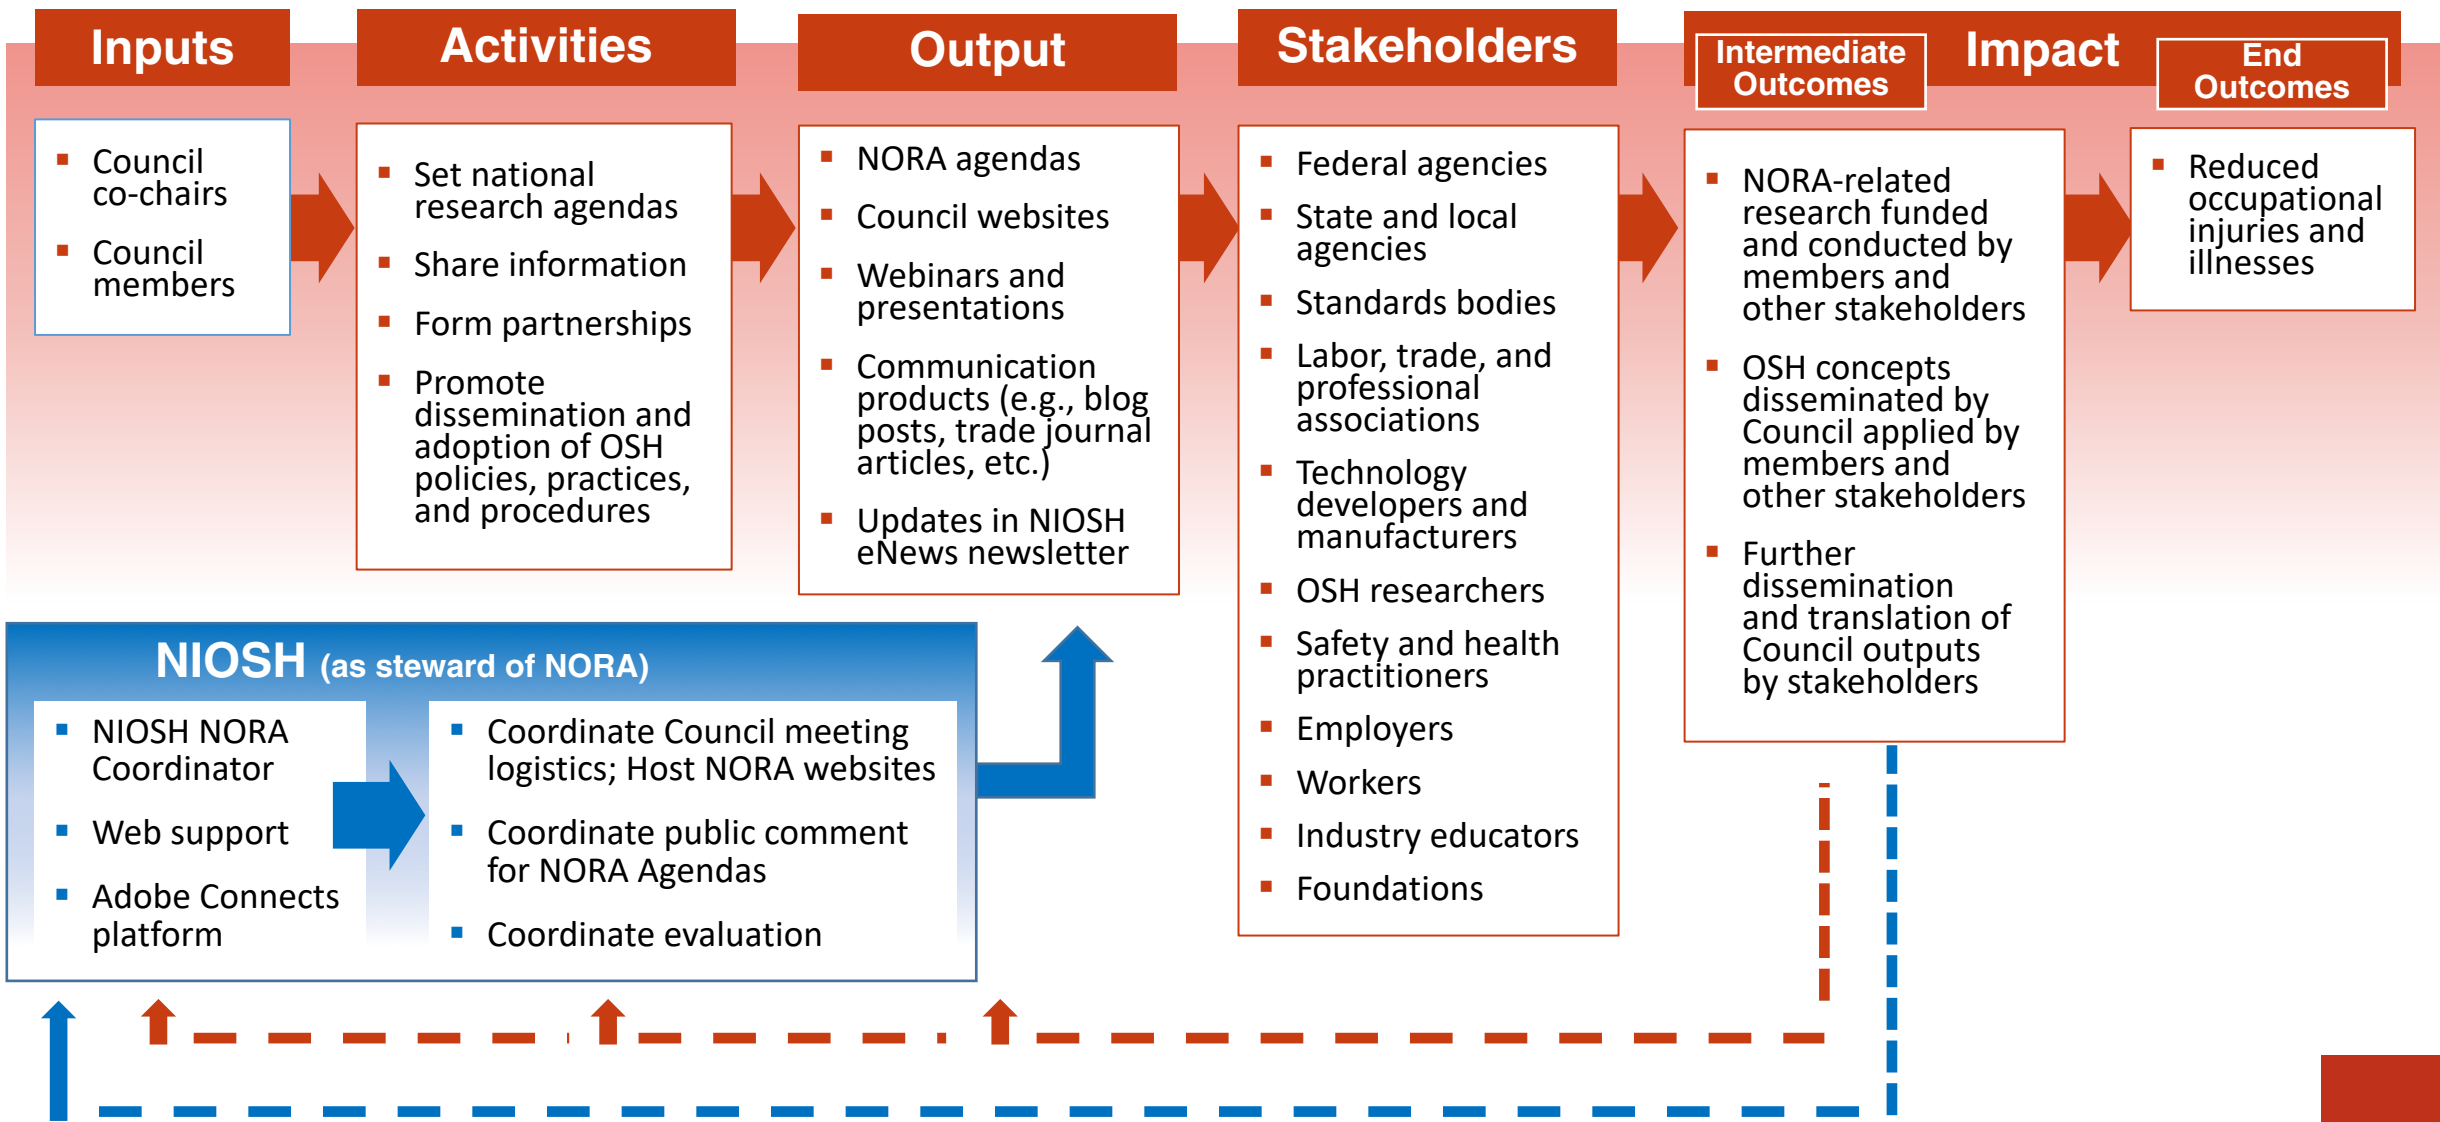 Inputs
Council
co-chairs
Council
members
Activities
Set national
research agendas
Share information
Form partnerships
Promote
dissemination and
adoption of OSH
policies, practices,
and procedures
Output
NORA agendas
Council websites
Webinars and
presentations
Communication
products (e.g., blog
posts, trade journal
articles, etc.)
Updates in NIOSH
eNews newsletter
Stakeholders
Federal agencies
State and local
agencies
Standards bodies
Labor, trade, and
professional
associations
Technology
developers and
manufacturers
OSH researchers
Safety and health
practitioners
Employers
Workers
Industry educators
Foundations
Impact
Intermediate
Outcomes
NORA-related
research funded
and conducted by
members and
other stakeholders
OSH concepts
disseminated by
Council applied by
members and
other stakeholders
Further
dissemination
and translation of
Council outputs
by stakeholders
End
Outcomes
Reduced
occupational
injuries and
illnesses
NIOSH (as steward of NORA)
NIOSH NORA
Coordinator
Web support
Adobe Connects
platform
Coordinate Council meeting
logistics; Host NORA websites
Coordinate public comment
for NORA Agendas
Coordinate evaluation